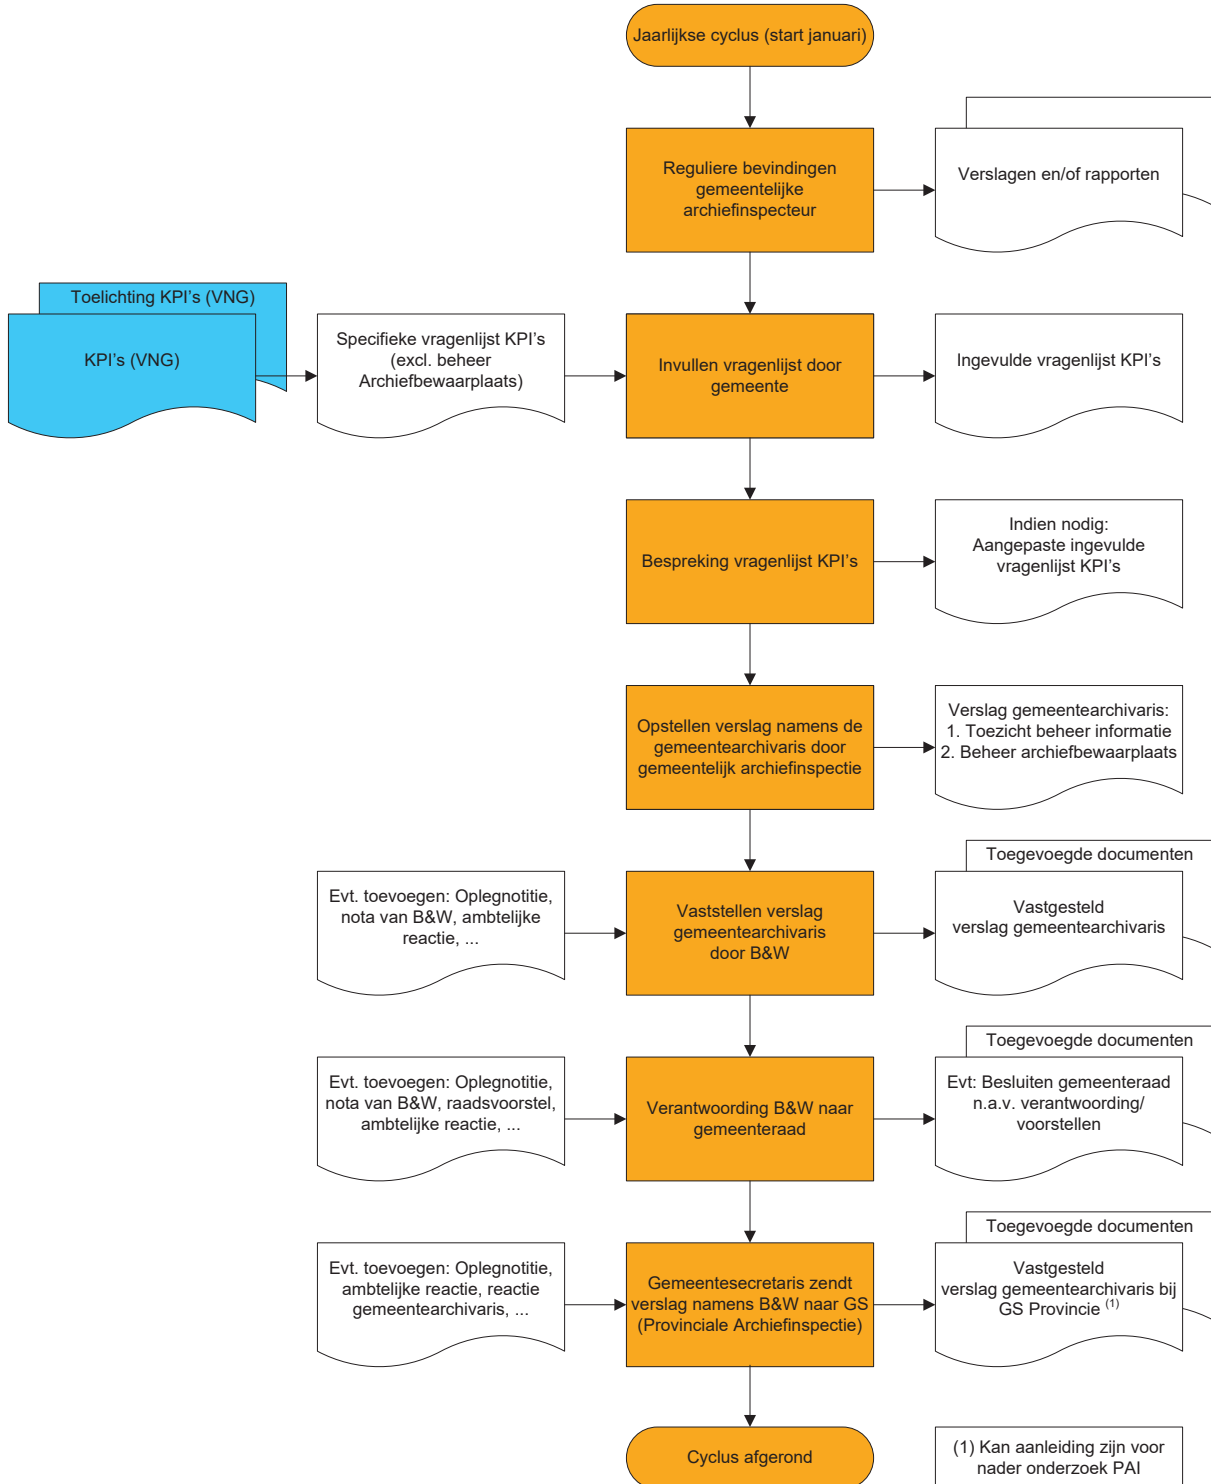 Jaarlijkse cyclus (start januari)
Reguliere bevindingen
gemeentelijke
archiefinspecteur
Verslagen en/of rapporten
Toelichting KPI's (VNG)
KPI's (VNG)
Specifieke vragenlijst KPI's
(excl. beheer
Archiefbewaarplaats)
Invullen vragenlijst door
gemeente
Ingevulde vragenlijst KPI's
Bespreking vragenlijst KPI's
Indien nodig:
Aangepaste ingevulde
vragenlijst KPI's
Opstellen verslag namens de
gemeentearchivaris door
gemeentelijk archiefinspectie
Verslag gemeentearchivaris:
1. Toezicht beheer informatie
2. Beheer archiefbewaarplaats
Evt. toevoegen: Oplegnotitie,
nota van B&W, ambtelijke
reactie, ...
Vaststellen verslag
gemeentearchivaris
door B&W
Toegevoegde documenten
Vastgesteld
verslag gemeentearchivaris
Evt. toevoegen: Oplegnotitie,
nota van B&W, raadsvoorstel,
ambtelijke reactie, ...
Verantwoording B&W naar
gemeenteraad
Toegevoegde documenten
Evt: Besluiten gemeenteraad
n.a.v. verantwoording/
voorstellen
Evt. toevoegen: Oplegnotitie,
ambtelijke reactie, reactie
gemeentearchivaris, ...
Gemeentesecretaris zendt
verslag namens B&W naar GS
(Provinciale Archiefinspectie)
Toegevoegde documenten
Vastgesteld
verslag gemeentearchivaris bij
GS Provincie (1)
Cyclus afgerond
(1) Kan aanleiding zijn voor
nader onderzoek PAI